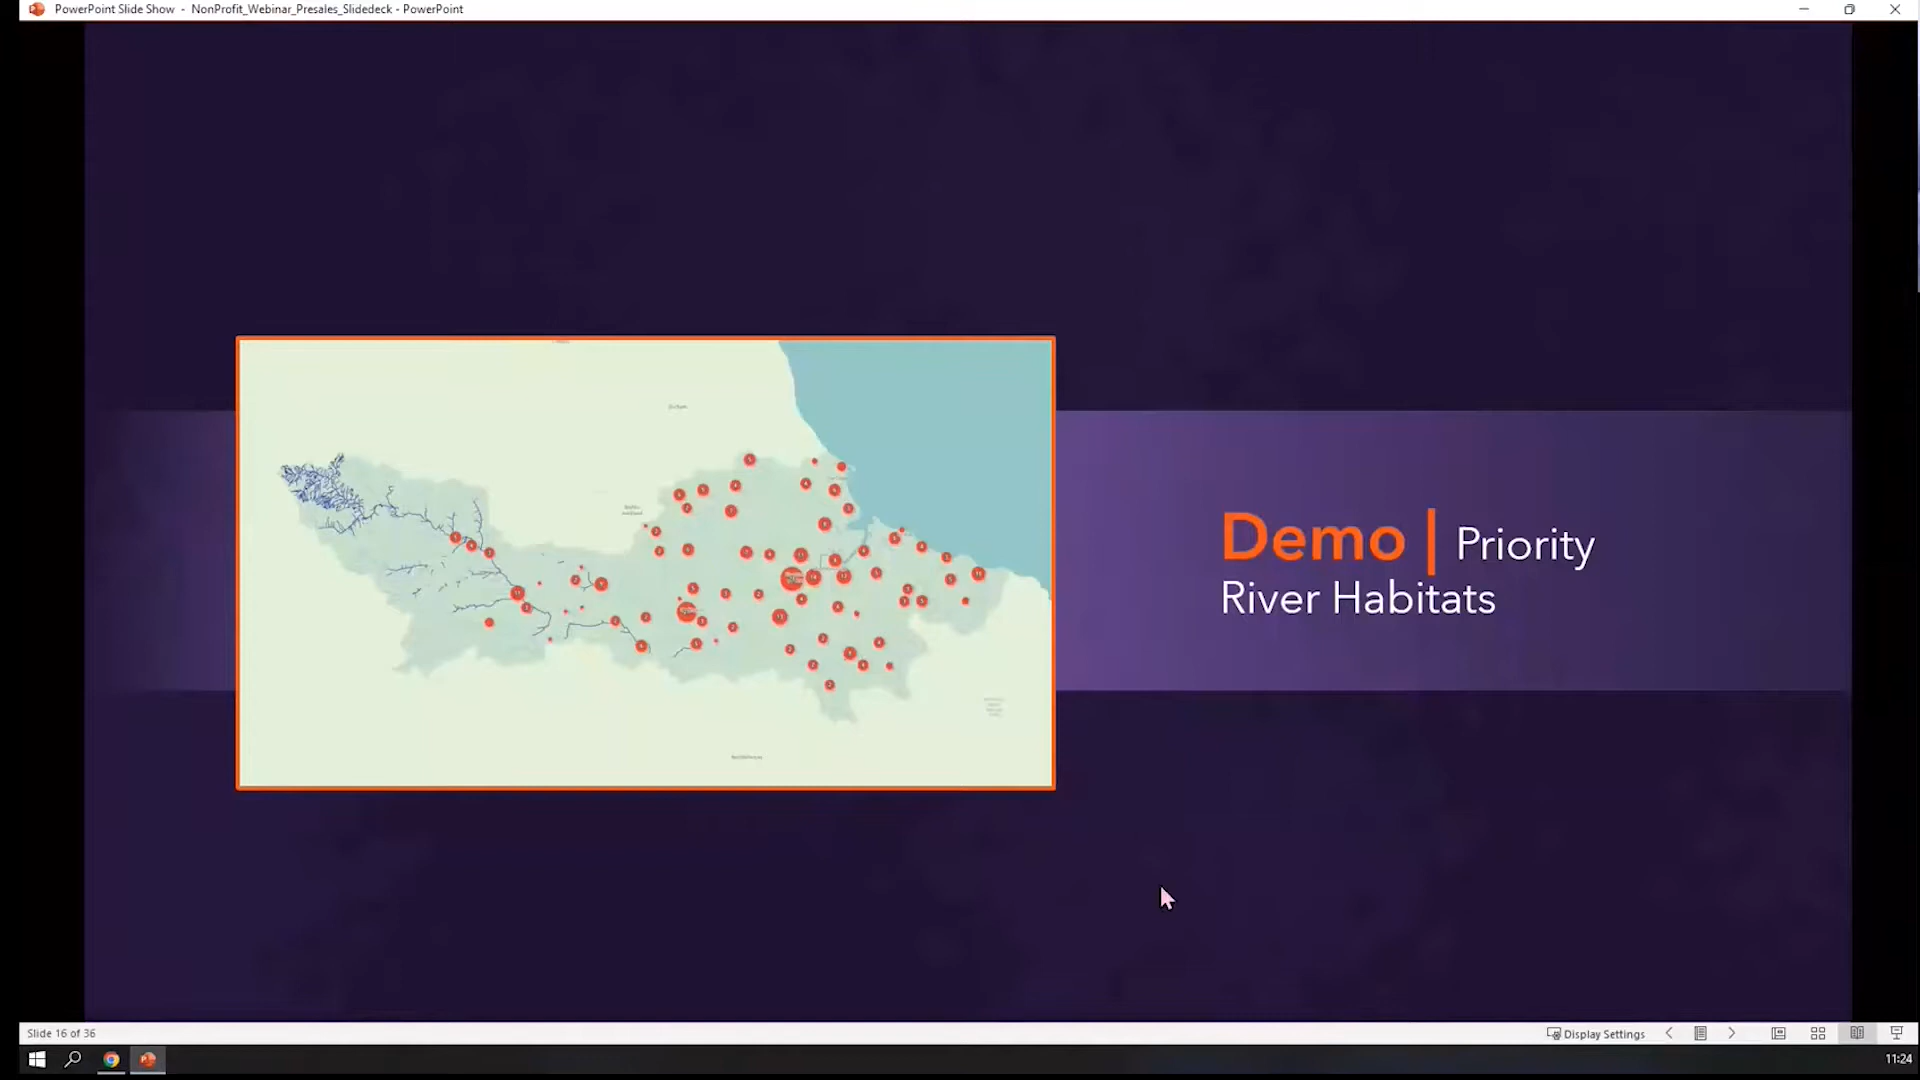 PowerPoint Slide Show - NonProfit_Webinar_Presales_Slidedeck - PowerPoint
Demo | Priority
River Habitats
Slide 16 of 36
Display Settings
11:24